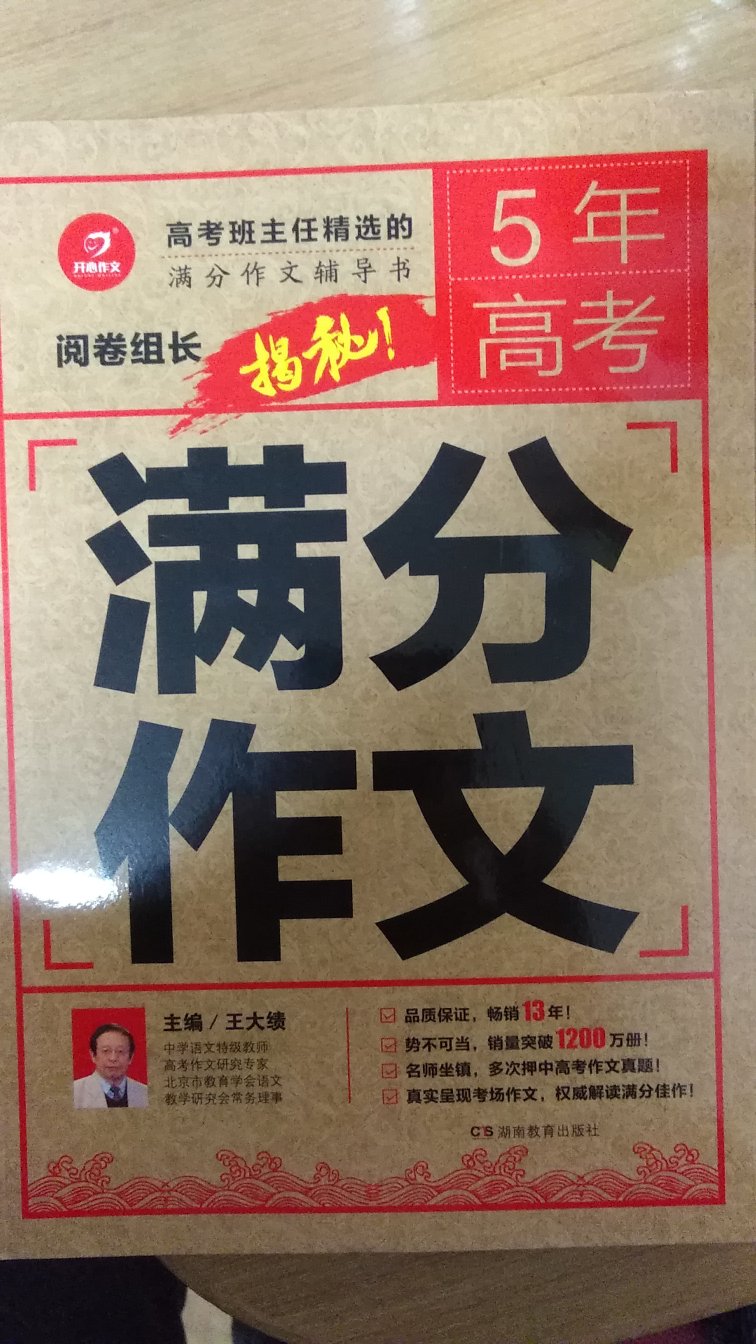 开心作文
高考班主任精选的
满分作文辅导书
阅卷组长
揭秘!
5年
高考
满分
作文
主编/王大绩
中学语文特级教师
高考作文研究专家
北京市教育学会语文
教学研究会常务理事
品质保证,畅销13年!
势不可当,销量突破1200万册!
名师坐镇,多次押中高考作文真题!
真实呈现考场作文,权威解读满分佳作!
CS湖南教育出版社